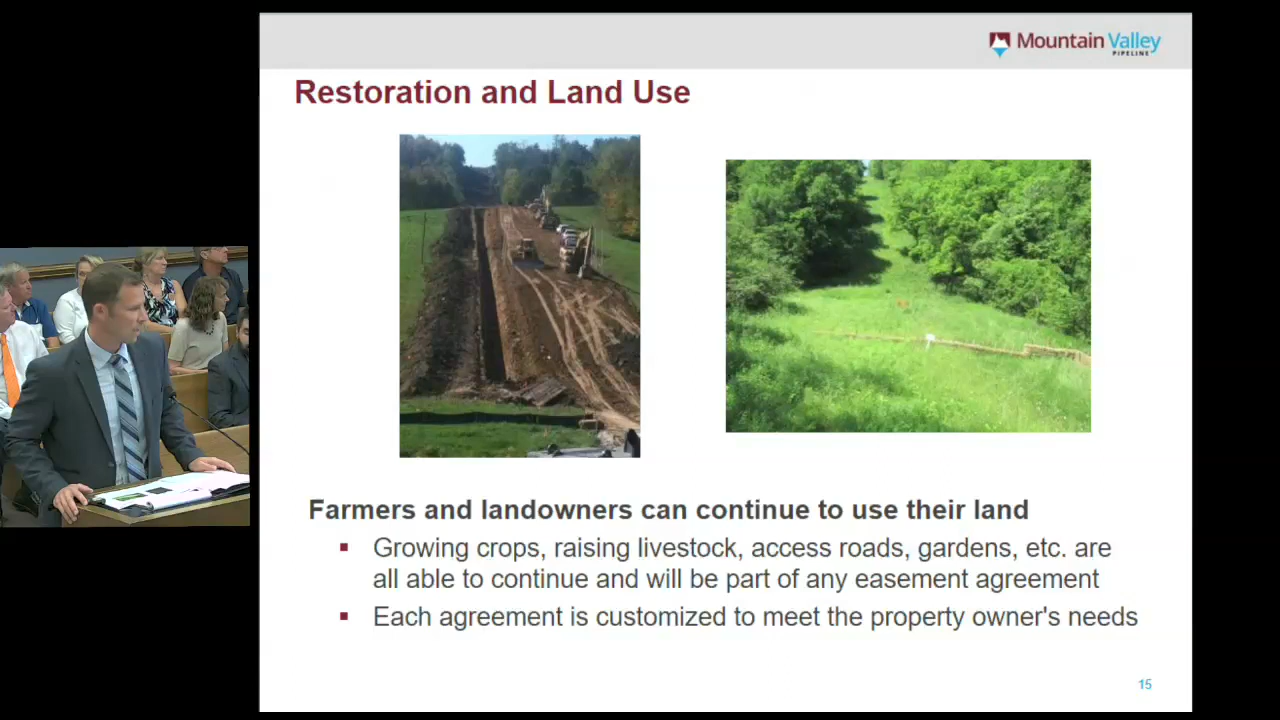 Mountain Valley
PIPELINE
Restoration and Land Use
Farmers and landowners can continue to use their land
Growing crops, raising livestock, access roads, gardens, etc. are
all able to continue and will be part of any easement agreement
Each agreement is customized to meet the property owner's needs
15